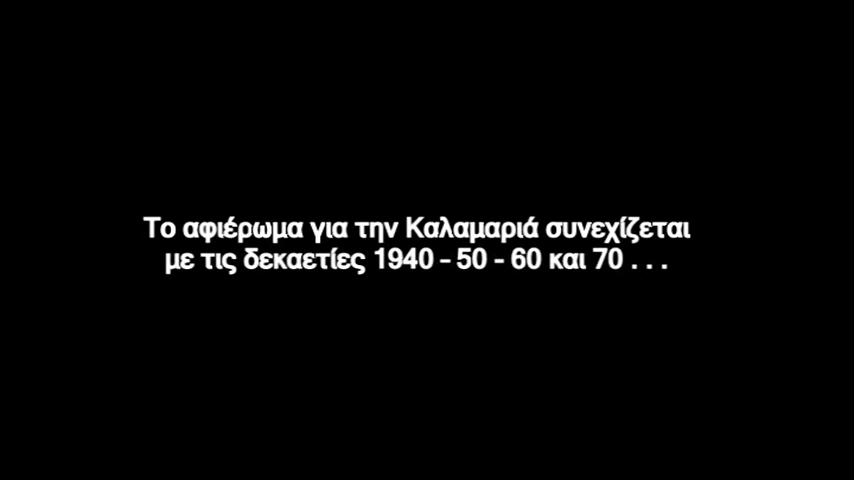 Το αφιέρωμα για την Καλαμαριά συνεχίζεται
με τις δεκαετίες 1940 - 50 - 60 και 70 . . .